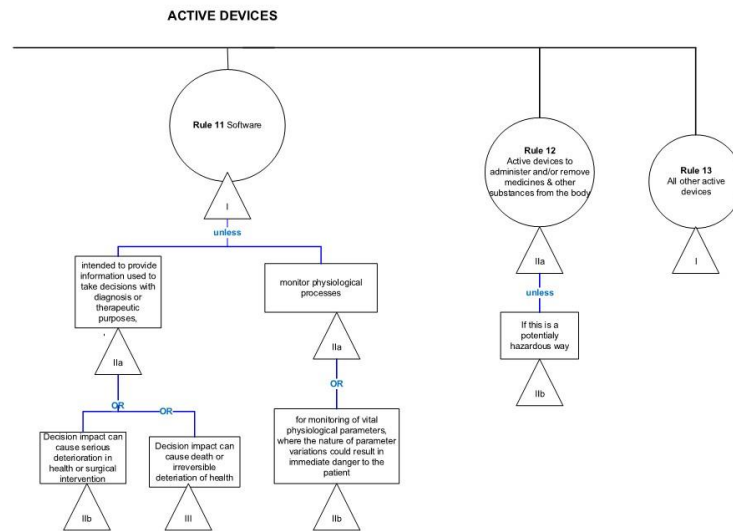 ACTIVE DEVICES
Rule 11 Software
I
unless
intended to provide
information used to
take decisions with
diagnosis or
therapeutic purposes,
,
IIa
OR
OR
Decision impact can
cause serious
deterioration in
health or surgical
intervention
IIb
Decision impact can
cause death or
irreversible
deteriation of health
III
monitor physiological
processes
IIa
OR
for monitoring of vital
physiological parameters,
where the nature of parameter
variations could result in
immediate danger to the
patient
IIb
Rule 12
Active devices to
administer and/or remove
medicines & other
substances from the body
IIa
unless
If this is a
potentialy
hazardous way
IIb
Rule 13
All other active
devices
I